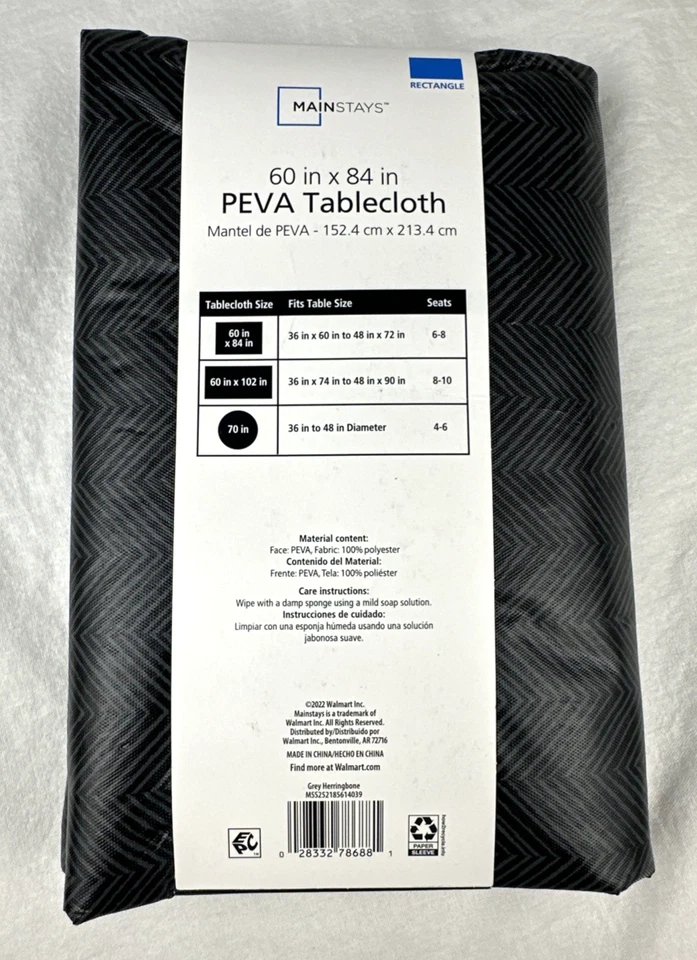 RECTANGLE
MAINSTAYS™
60 in x 84 in
PEVA Tablecloth
Mantel de PEVA - 152.4 cm x 213.4 cm
Tablecloth Size Fits Table Size Seats
60 in
x 84 in
36 in x 60 in to 48 in x 72 in 6-8
60 in x 102 in 36 in x 74 in to 48 in x 90 in 8-10
70 in 36 in to 48 in Diameter 4-6
Material content:
Face: PEVA, Fabric: 100% polyester
Contenido del Material:
Frente: PEVA, Tela: 100% poliéster
Care instructions:
Wipe with a damp sponge using a mild soap solution.
Instrucciones de cuidado:
Limpiar con una esponja húmeda usando una solución
jabonosa suave.
©2022 Walmart Inc.
Mainstays is a trademark of
Walmart Inc. All Rights Reserved.
Distributed by/Distribuido por
Walmart Inc., Bentonville, AR 72716
MADE IN CHINA/HECHO EN CHINA
Find more at Walmart.com
Grey Herringbone
MS5252185614039
EPC™
0 28332 78688 1
PAPER
SLEEVE
how2recycle.info